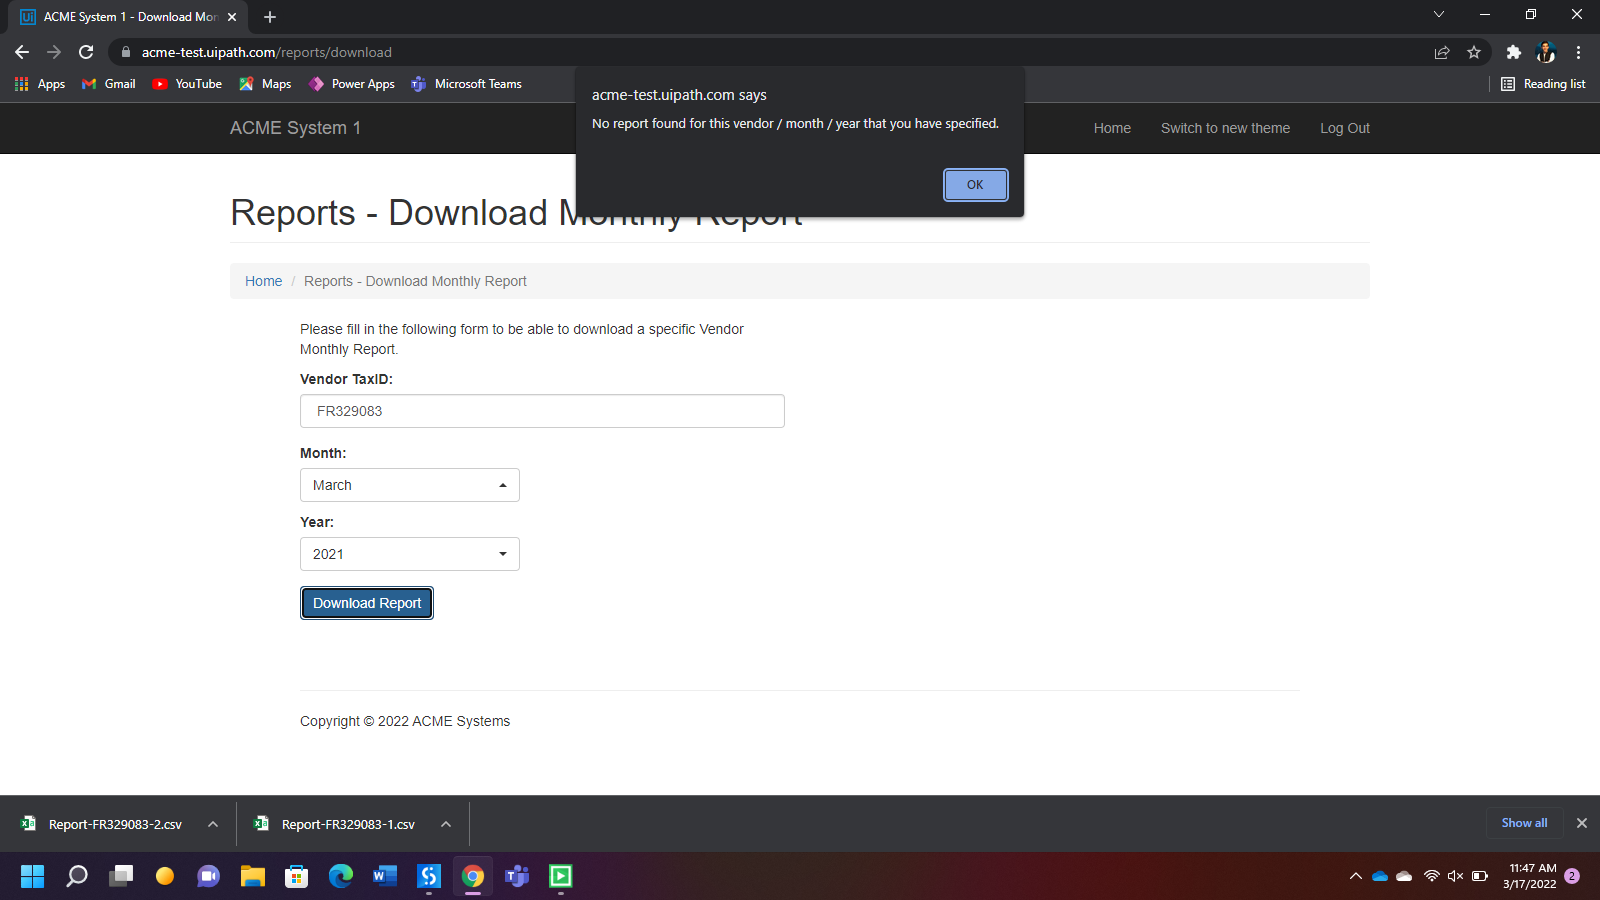 ACME System 1 - Download Mon
acme-test.uipath.com/reports/download
Apps
Gmail
YouTube
Maps
Power Apps
Microsoft Teams
Reading list
acme-test.uipath.com says
No report found for this vendor / month / year that you have specified.
OK
ACME System 1
Home
Switch to new theme
Log Out
Reports - Download Monthly Report
Home / Reports - Download Monthly Report
Please fill in the following form to be able to download a specific Vendor
Monthly Report.
Vendor TaxID:
FR329083
Month:
March
Year:
2021
Download Report
Copyright © 2022 ACME Systems
Report-FR329083-2.csv
Report-FR329083-1.csv
Show all
11:47 AM
3/17/2022
2